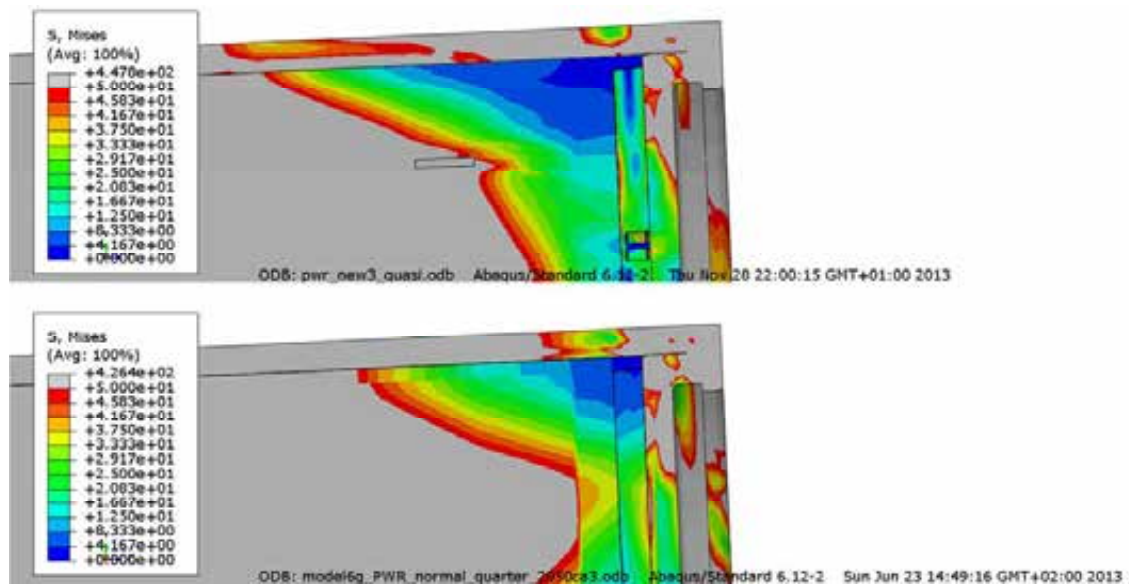 S, Mises
(Avg: 100%)
+4.478e+02
+5.000e+01
+4.583e+01
+4.167e+01
+3.750e+01
+3.333e+01
+2.917e+01
+2.500e+01
+2.083e+01
+1.667e+01
+1.250e+01
+8.333e+00
+4.167e+00
+0.000e+00
ODB: pwr_new3_quasi.odb Abaqus/Standard 6.12-2 Thu Nov 28 22:00:15 GMT+01:00 2013
S, Mises
(Avg: 100%)
+4.264e+02
+5.000e+01
+4.583e+01
+4.167e+01
+3.750e+01
+3.333e+01
+2.917e+01
+2.500e+01
+2.083e+01
+1.667e+01
+1.250e+01
+8.333e+00
+4.167e+00
+0.000e+00
ODB: model6g_PWR_normal_quarter_2050ca3.odb Abaqus/Standard 6.12-2 Sun Jun 23 14:49:16 GMT+02:00 2013